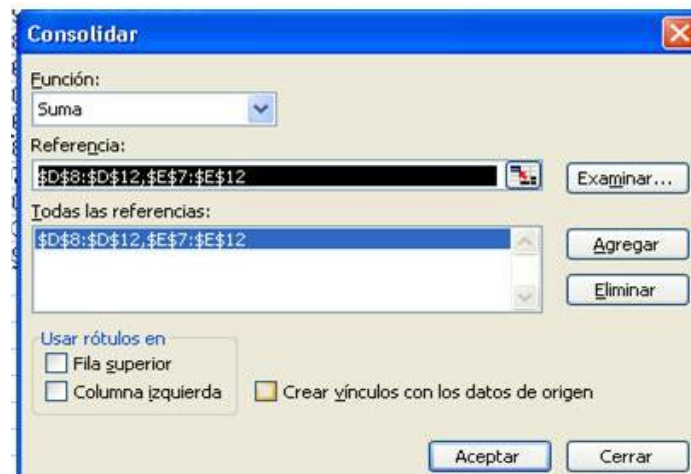 Consolidar
Función:
Suma
Referencia:
$D$8:$D$12,$E$7:$E$12
Examinar...
Todas las referencias:
$D$8:$D$12,$E$7:$E$12
Agregar
Eliminar
Usar rótulos en
Fila superior
Columna izquierda
Crear vínculos con los datos de origen
Aceptar
Cerrar